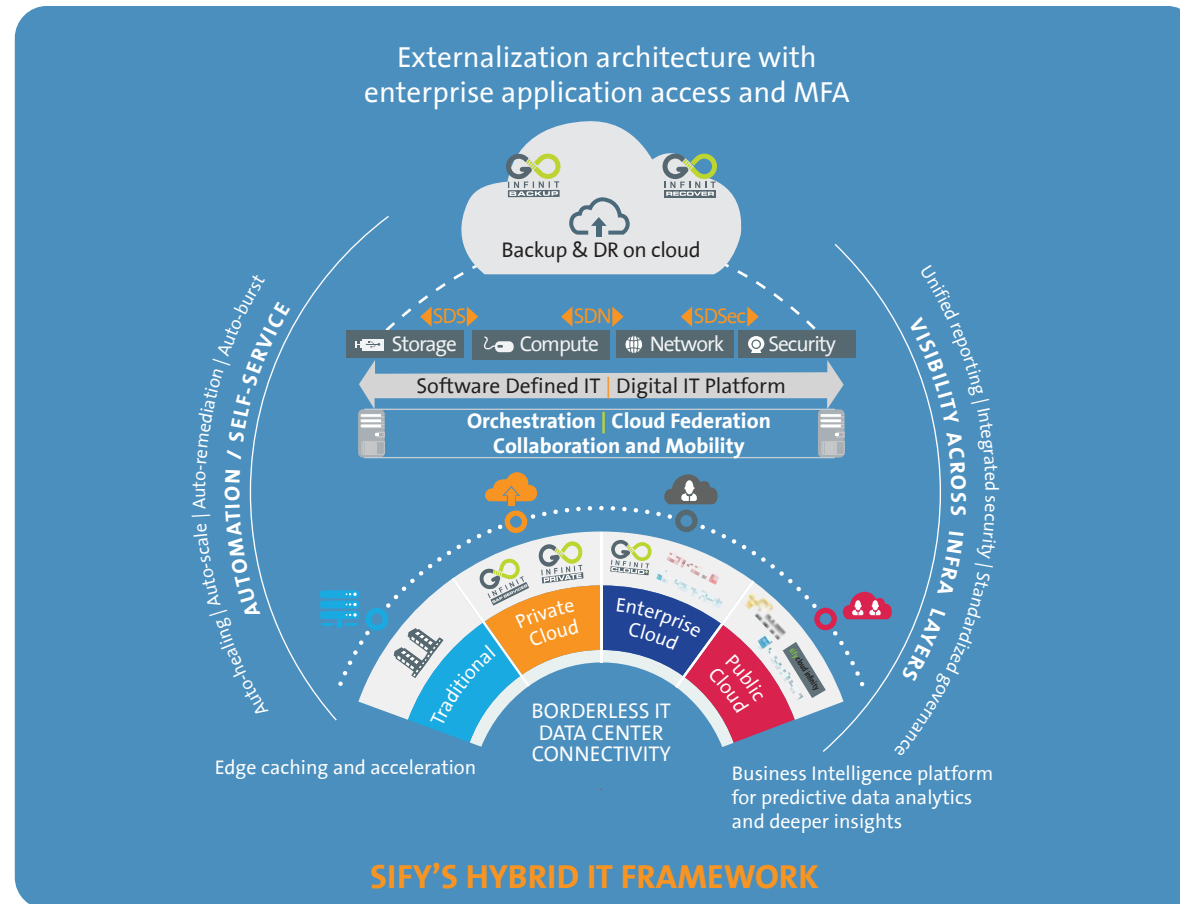 Externalization architecture with
enterprise application access and MFA
GO
INFINIT
BACKUP
GO
INFINIT
RECOVER
Backup & DR on cloud
SDS
SDN
SDSec
Storage
Compute
Network
Security
Software Defined IT | Digital IT Platform
Orchestration | Cloud Federation
Collaboration and Mobility
Auto-healing | Auto-scale | Auto-remediation | Auto-burst
AUTOMATION / SELF-SERVICE
Unified reporting | Integrated security | Standardized governance
VISIBILITY ACROSS INFRA LAYERS
GO
INFINIT
SAP SERVICES
GO
INFINIT
PRIVATE
GO
INFINIT
CLOUD
sify cloud infinity
Traditional
Private
Cloud
Enterprise
Cloud
Public
Cloud
BORDERLESS IT
DATA CENTER
CONNECTIVITY
Edge caching and acceleration
Business Intelligence platform
for predictive data analytics
and deeper insights
SIFY'S HYBRID IT FRAMEWORK